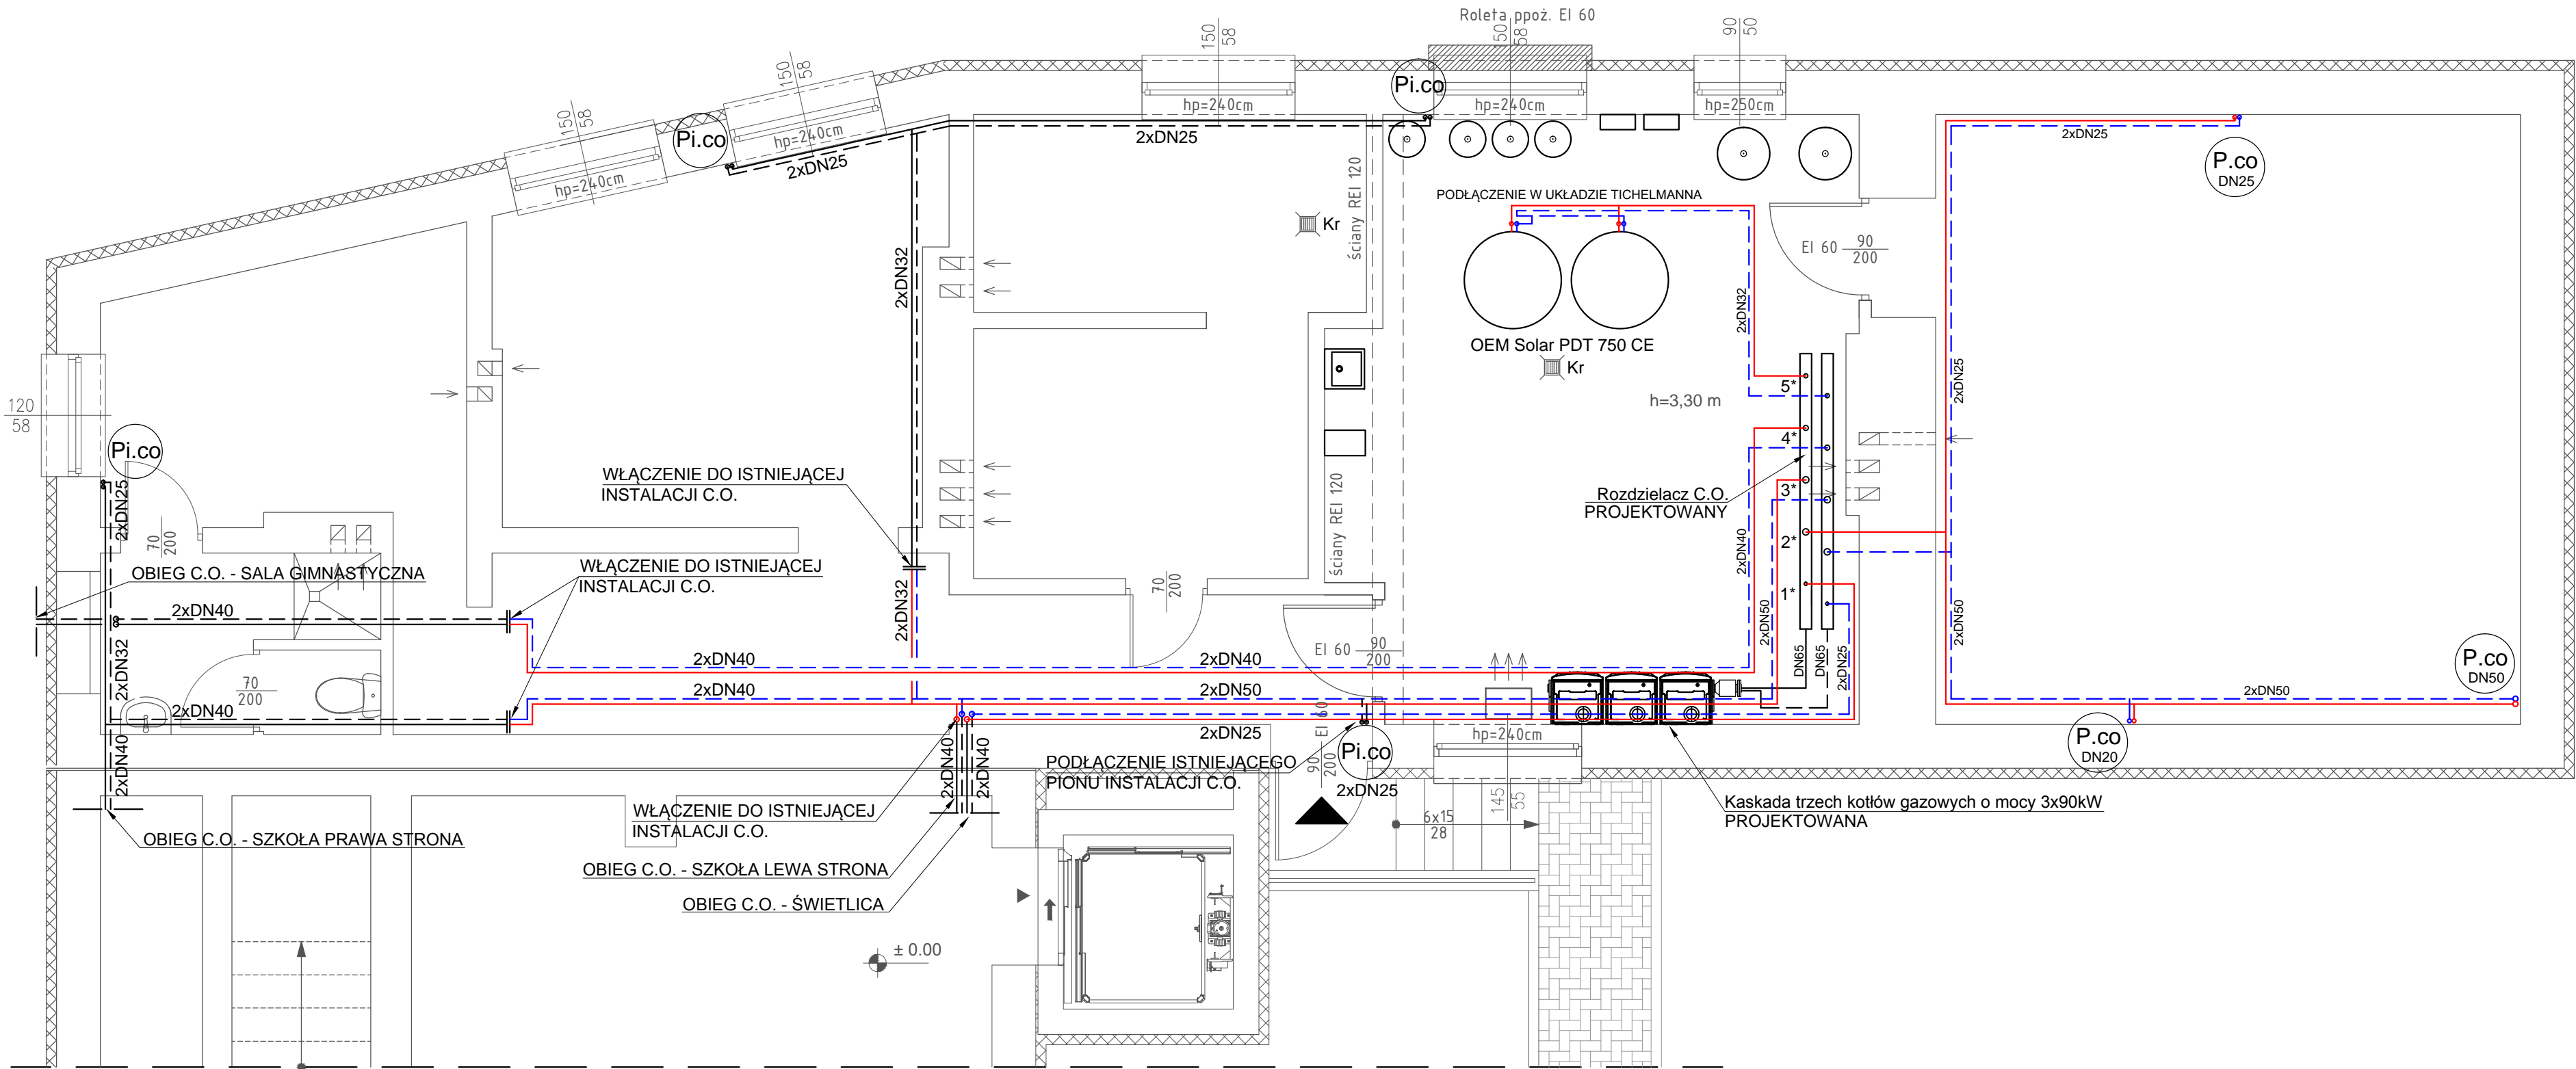 Roleta ppoż. EI 60
150
58
150
58
90
50
150
58
150
58
Pi.co
Pi.co
hp=240cm
hp=240cm
hp=250cm
hp=240cm
hp=240cm
2xDN25
2xDN25
2xDN25
P.co
DN25
PODŁĄCZENIE W UKŁADZIE TICHELMANNA
ściany REI 120
Kr
EI 60
90
200
2xDN32
2xDN32
OEM Solar PDT 750 CE
Kr
h=3,30 m
5*
2xDN25
120
58
Pi.co
4*
WŁĄCZENIE DO ISTNIEJĄCEJ
INSTALACJI C.O.
Rozdzielacz C.O.
PROJEKTOWANY
3*
2xDN25
70
200
ściany REI 120
2xDN40
2*
WŁĄCZENIE DO ISTNIEJĄCEJ
INSTALACJI C.O.
OBIEG C.O. - SALA GIMNASTYCZNA
70
200
1*
2xDN40
2xDN32
2xDN50
2xDN50
2xDN32
EI 60
90
200
DN65
DN65
2xDN25
Pi.co
P.co
DN50
2xDN40
2xDN40
70
200
2xDN40
2xDN50
2xDN50
2xDN40
2xDN25
EI 60
90
200
hp=240cm
P.co
DN20
2xDN40
2xDN40
2xDN40
PODŁĄCZENIE ISTNIEJĄCEGO
PIONU INSTALACJI C.O.
2xDN25
145
55
Kaskada trzech kotłów gazowych o mocy 3x90kW
PROJEKTOWANA
WŁĄCZENIE DO ISTNIEJĄCEJ
INSTALACJI C.O.
6x15
28
OBIEG C.O. - SZKOŁA PRAWA STRONA
OBIEG C.O. - SZKOŁA LEWA STRONA
OBIEG C.O. - ŚWIETLICA
± 0.00